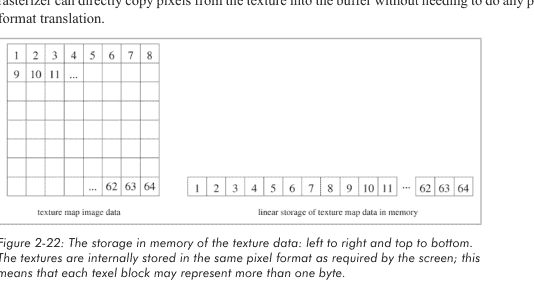 rasterizer can directly copy pixels from the texture into the buffer without needing to do any p
format translation.
1 2 3 4 5 6 7 8
9 10 11 ...
... 62 63 64
1 2 3 4 5 6 7 8 9 10 11 ... 62 63 64
texture map image data
linear storage of texture map data in memory
Figure 2-22: The storage in memory of the texture data: left to right and top to bottom.
The textures are internally stored in the same pixel format as required by the screen; this
means that each texel block may represent more than one byte.